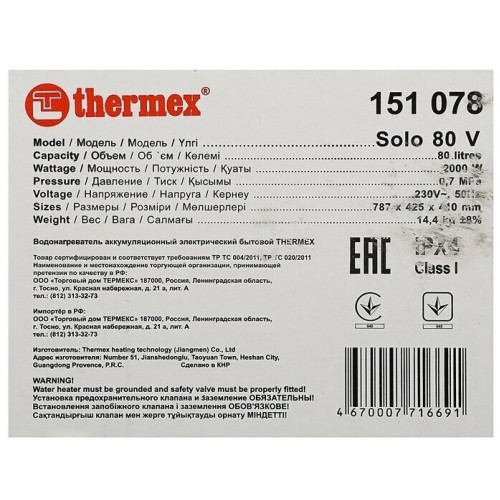 thermex®
151 078
Model / Модель / Модель / Үлгі Solo 80 V
Capacity / Объем / Об `єм / Көлемі 80 litres
Wattage / Мощность / Потужність / Қуаты 2000 W
Pressure / Давление / Тиск / Қысымы 0,7 MPa
Voltage / Напряжение / Напруга / Кернеу 230V~, 50Hz
Sizes / Размеры / Розміри / Мелшерлері 787 x 425 x 410 mm
Weight / Вес / Вага / Салмағы 14,4 kg ±8%
Водонагреватель аккумуляционный электрический бытовой THERMEX
Товар сертифицирован в соответствии требованиям ТР ТС 004/2011, ТР ТС 020/2011
Наименование и местонахождение торгующей организации, принимающей
претензии по качеству в РФ:
ООО «Торговый дом ТЕРМЕКС» 187000, Россия, Ленинградская область,
г. Тосно, ул. Красная набережная, д. 21 а, лит. А
тел.: (812) 313-32-73
EAC
IPX4
Class I
Импортёр в РФ:
ООО «Торговый дом ТЕРМЕКС» 187000, Россия, Ленинградская область,
г. Тосно, ул. Красная набережная, д. 21 а, лит. А
тел.: (812) 313-32-73
Изготовитель: Thermex heating technology (Jiangmen) Co., Ltd
Адрес изготовителя: Number 51, Jianshedonglu, Taoyuan Town, Heshan City,
Guangdong Provence, P.R.C. Сделано в КНР
WARNING!
Water heater must be grounded and safety valve must be properly fitted!
Установка предохранительного клапана и заземления ОБЯЗАТЕЛЬНЫ!
Встановлення запобіжного клапана і заземлення ОБОВ'ЯЗКОВЕ!
Сақтандырғыш клапан мен жерге тұйықтауды орнату МІНДЕТТІ!
4 670007 716691